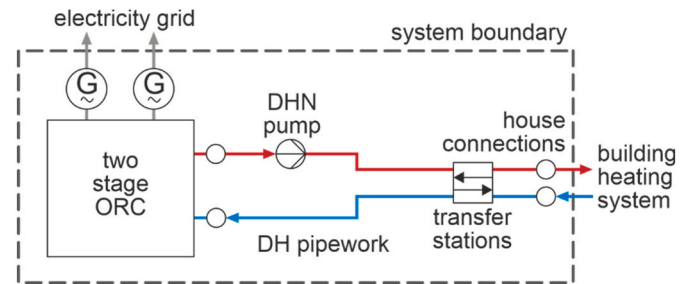 electricity grid
system boundary
G
~
G
~
DHN
pump
house
connections
two
stage
ORC
building
heating
system
transfer
stations
DH pipework